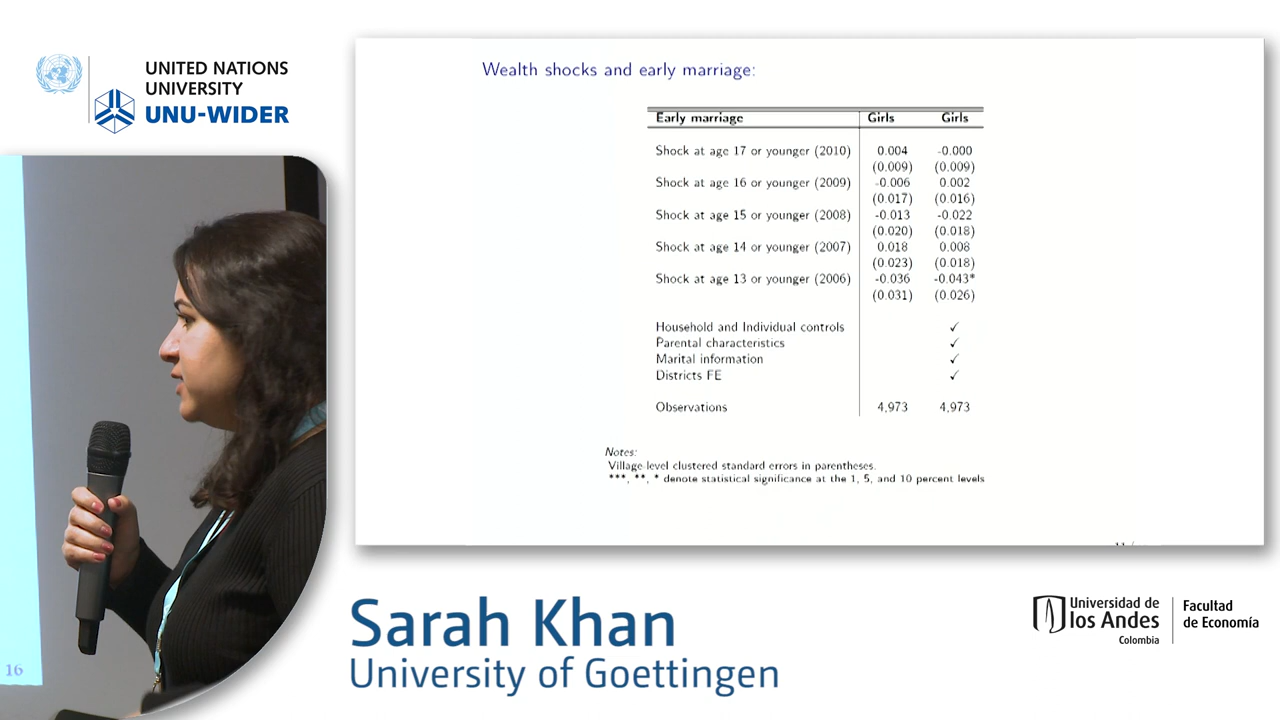 UNITED NATIONS
UNIVERSITY
UNU-WIDER
Wealth shocks and early marriage:
Early marriage Girls Girls
Shock at age 17 or younger (2010) 0.004 -0.000
(0.009) (0.009)
Shock at age 16 or younger (2009) -0.006 0.002
(0.017) (0.016)
Shock at age 15 or younger (2008) -0.013 -0.022
(0.020) (0.018)
Shock at age 14 or younger (2007) 0.018 0.008
(0.023) (0.018)
Shock at age 13 or younger (2006) -0.036 -0.043*
(0.031) (0.026)
Household and Individual controls ✓
Parental characteristics ✓
Marital information ✓
Districts FE ✓
Observations 4,973 4,973
Notes:
Village-level clustered standard errors in parentheses.
***, **, * denote statistical significance at the 1, 5, and 10 percent levels
16
Sarah Khan
University of Goettingen
Universidad de
los Andes
Colombia
Facultad
de Economía